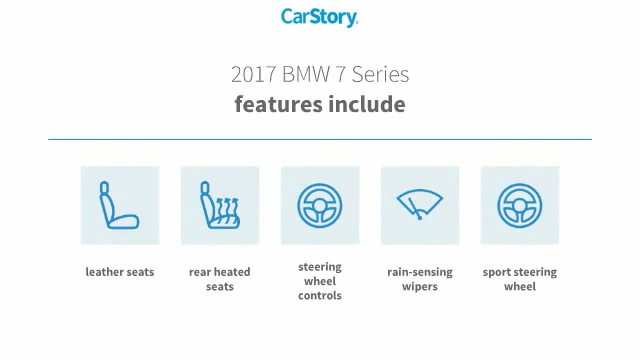 CarStory.
2017 BMW 7 Series
features include
leather seats
rear heated
seats
steering
wheel
controls
rain-sensing
wipers
sport steering
wheel